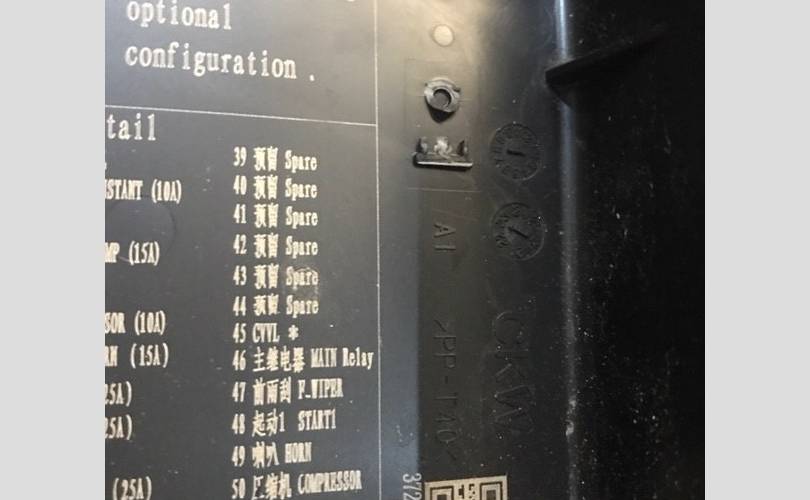 optional
configuration .
tail
STANT (10A)
MP (15A)
SOR (10A)
RN (15A)
25A)
25A)
(25A)
39 预留 Spare
40 预留 Spare
41 预留 Spare
42 预留 Spare
43 预留 Spare
44 预留 Spare
45 CVVL *
46 主继电器 MAIN Relay
47 前雨刮 F-WIPER
48 起动1 START1
49 喇叭 HORN
50 压缩机 COMPRESSOR
A1
CKW
372